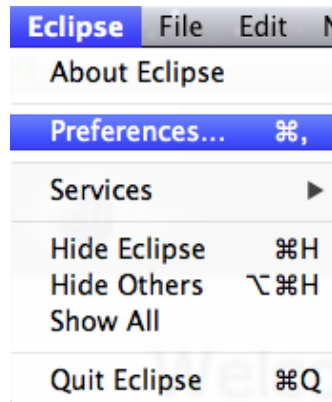 Eclipse File Edit
About Eclipse
Preferences... ⌘,
Services ▶
Hide Eclipse ⌘H
Hide Others ⌥⌘H
Show All
Quit Eclipse ⌘Q